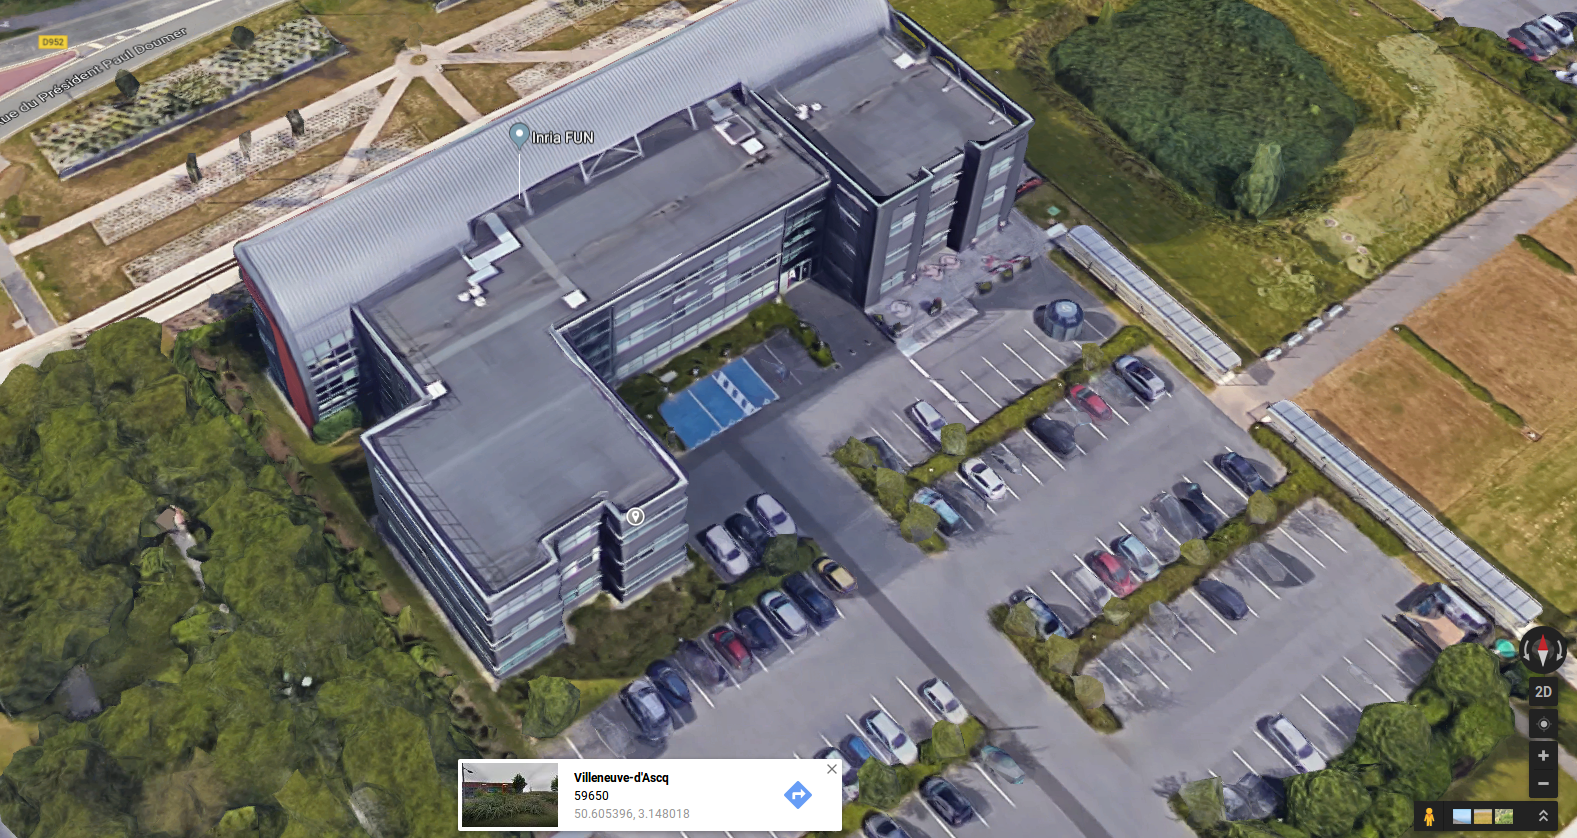 D952
ue du Président Paul Doumer
Inria FUN
Villeneuve-d'Ascq
59650
50.605396, 3.148018
2D